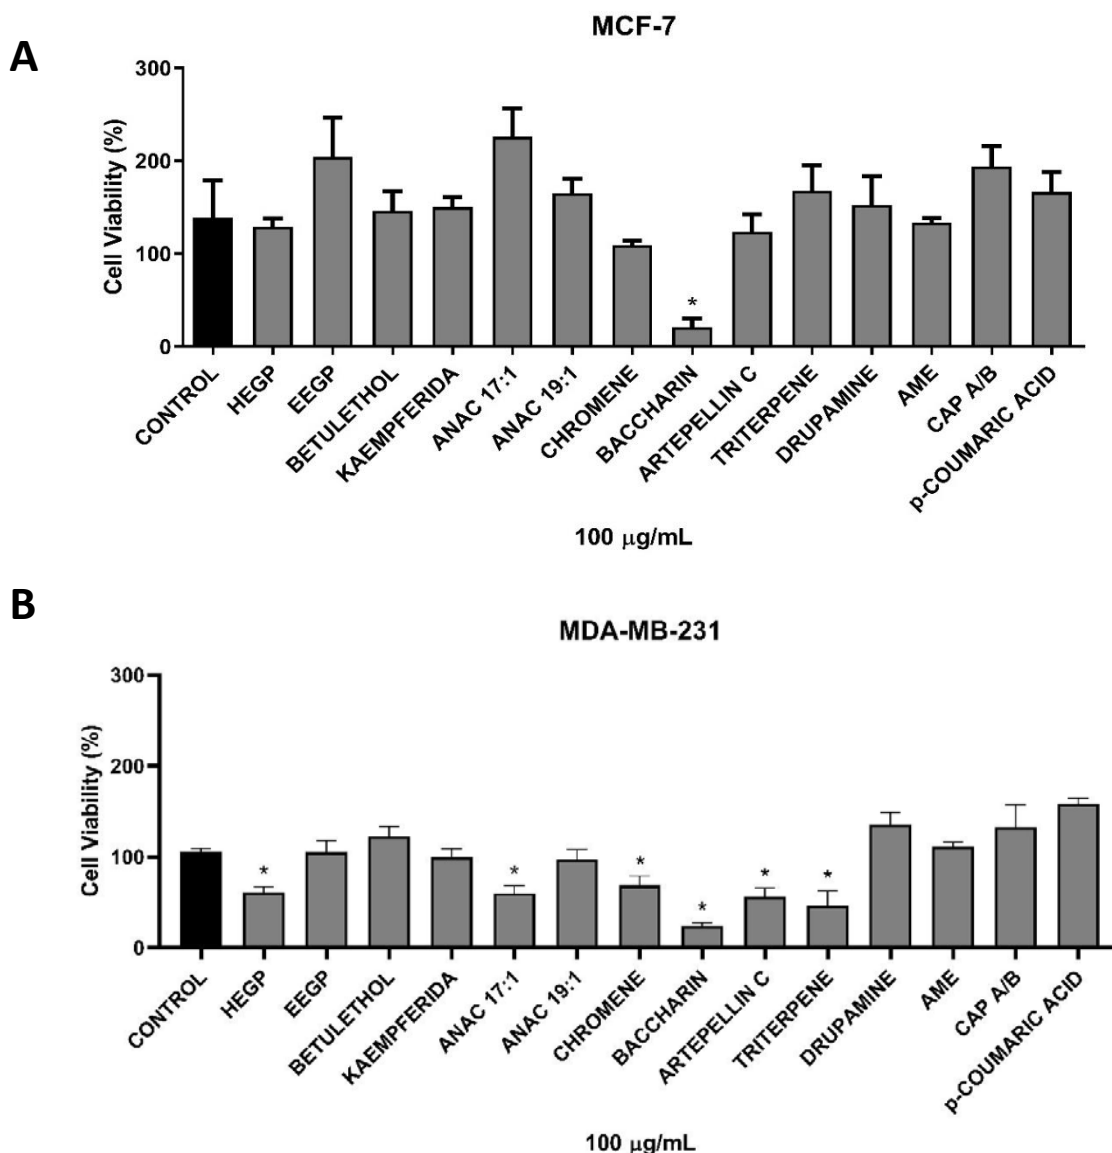 A
MCF-7
Cell Viability (%)
300
200
100
0
*
CONTROL
HEGP
EEGP
BETULETHOL
KAEMPFERIDA
ANAC 17:1
ANAC 19:1
CHROMENE
BACCHARIN
ARTEPELLIN C
TRITERPENE
DRUPAMINE
AME
CAP A/B
p-COUMARIC ACID
100 μg/mL
B
MDA-MB-231
Cell Viability (%)
300
200
100
0
*
*
*
*
*
*
CONTROL
HEGP
EEGP
BETULETHOL
KAEMPFERIDA
ANAC 17:1
ANAC 19:1
CHROMENE
BACCHARIN
ARTEPELLIN C
TRITERPENE
DRUPAMINE
AME
CAP A/B
p-COUMARIC ACID
100 μg/mL